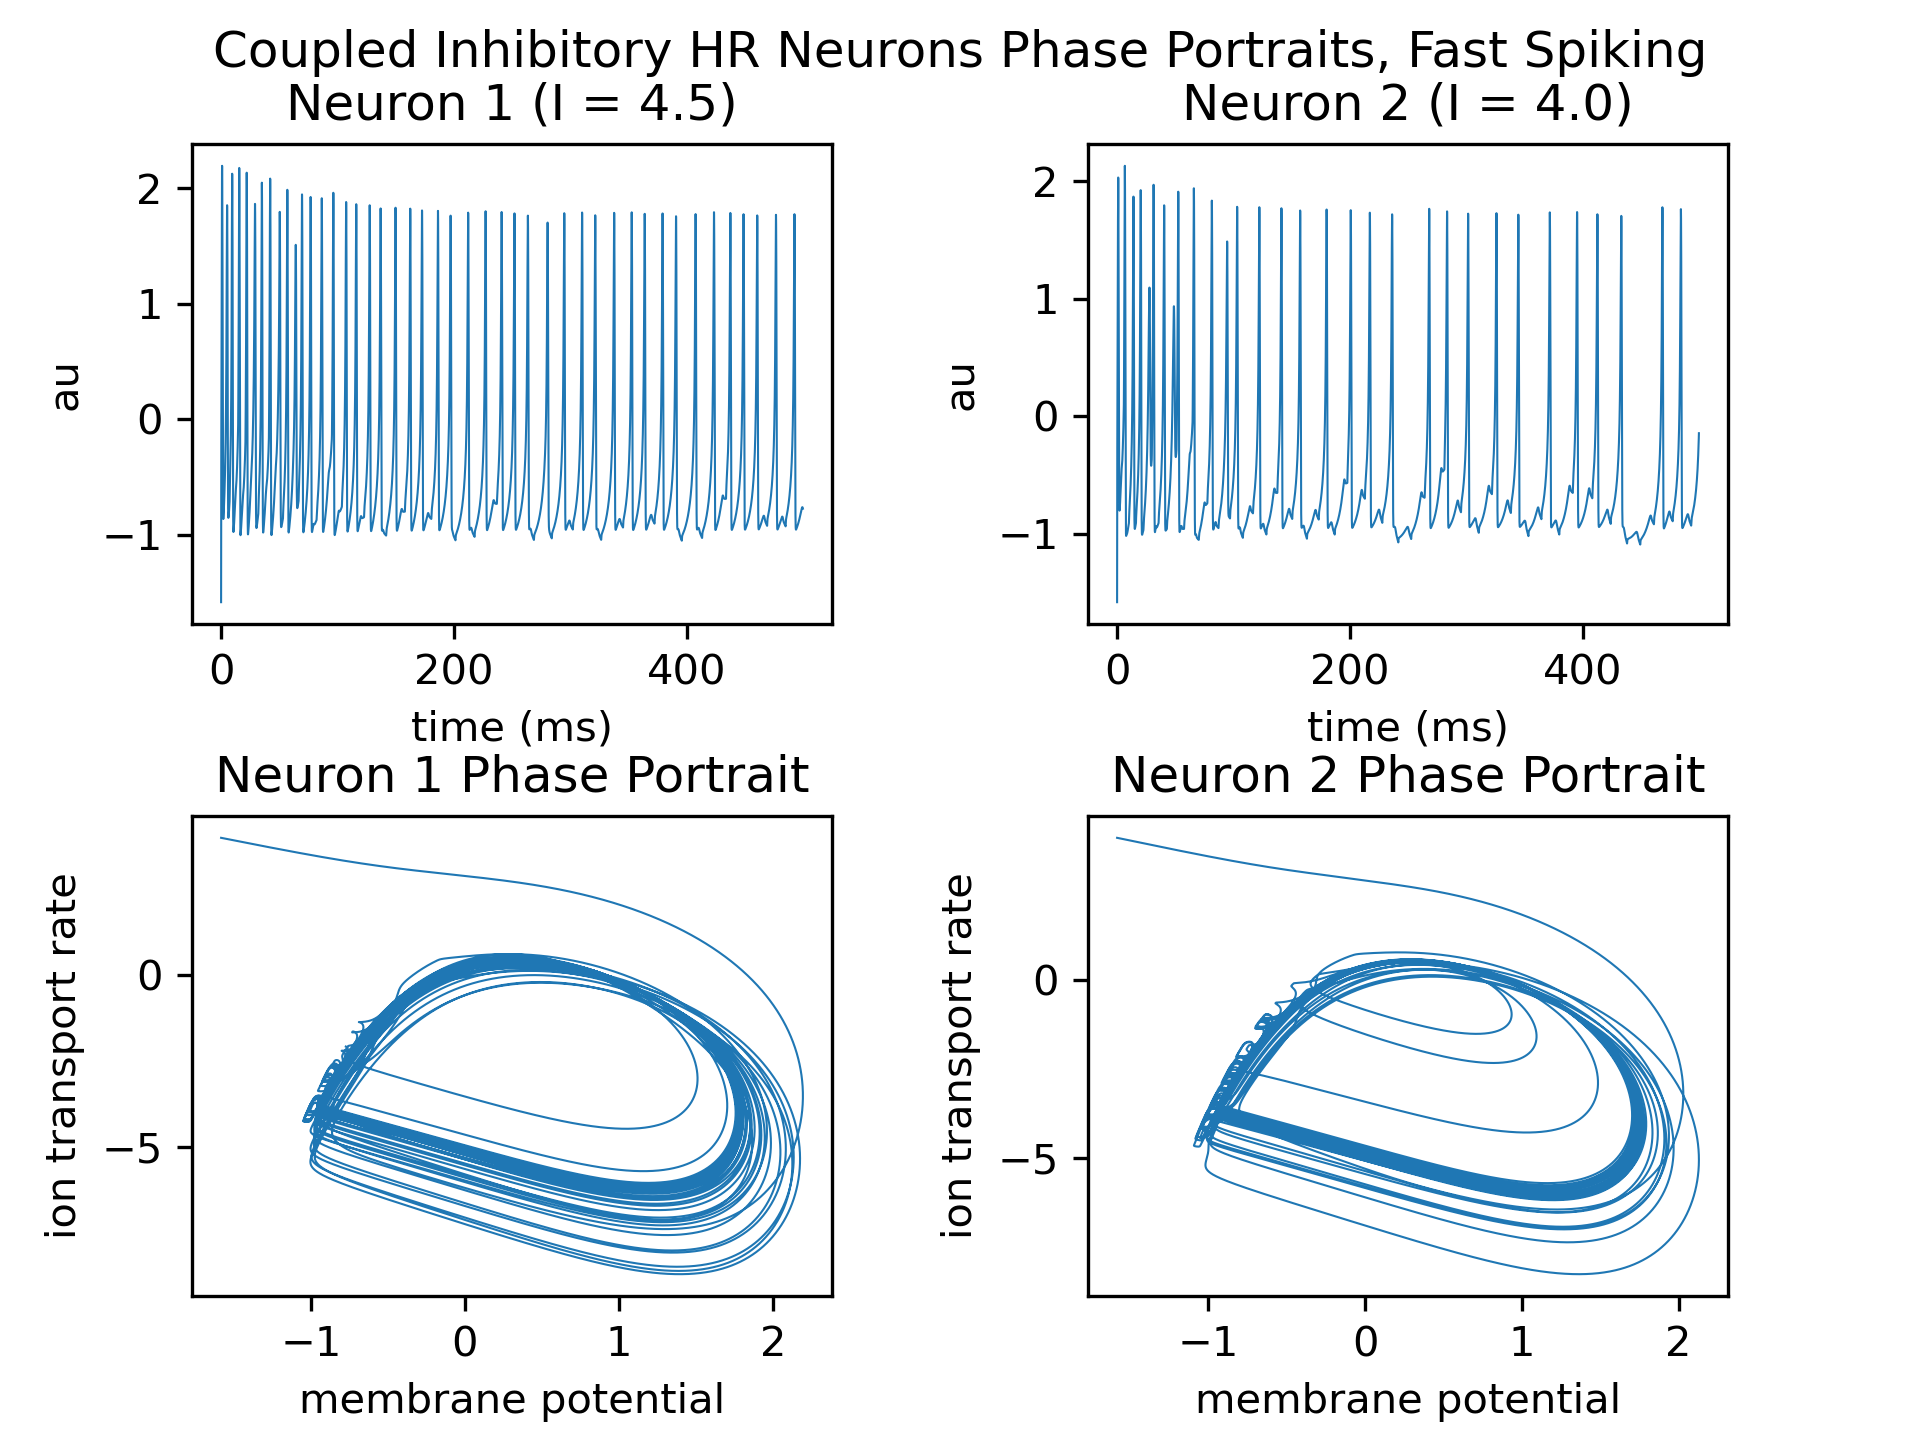 Coupled Inhibitory HR Neurons Phase Portraits, Fast Spiking
Neuron 1 (I = 4.5)
2
1
0
−1
au
0 200 400
time (ms)
Neuron 2 (I = 4.0)
2
1
0
−1
au
0 200 400
time (ms)
Neuron 1 Phase Portrait
0
−5
ion transport rate
−1 0 1 2
membrane potential
Neuron 2 Phase Portrait
0
−5
ion transport rate
−1 0 1 2
membrane potential